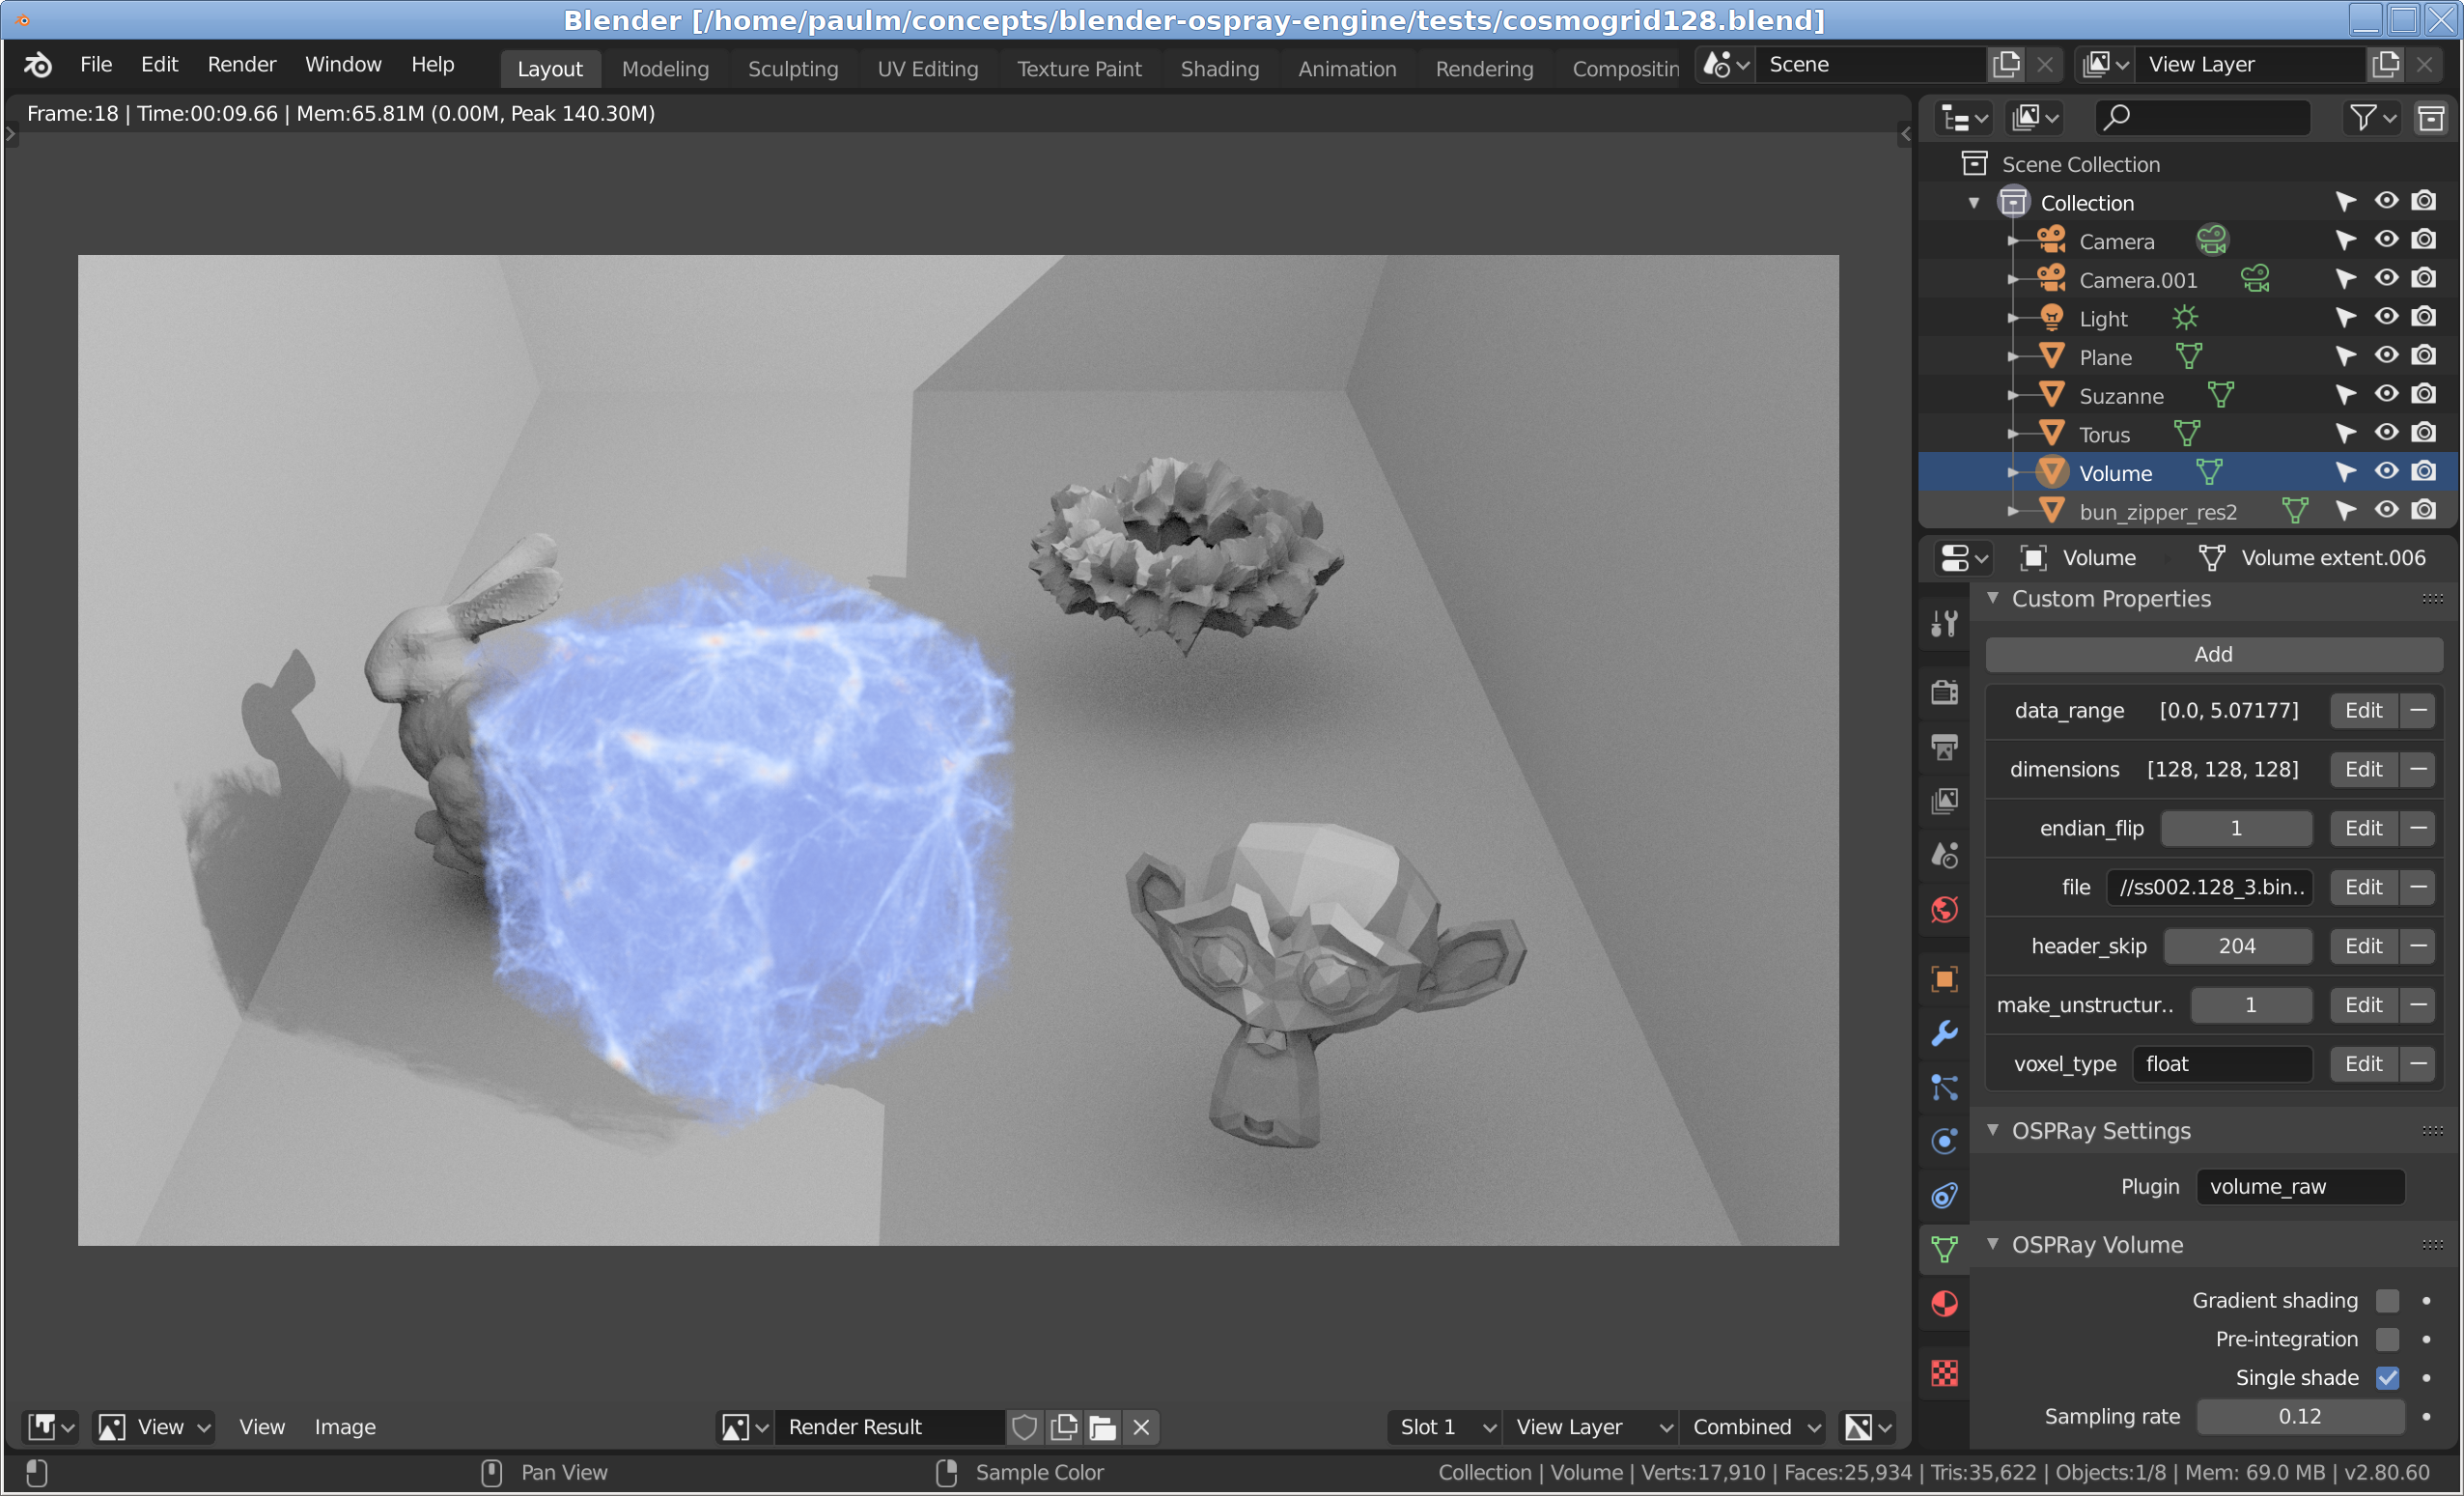 Blender [/home/paulm/concepts/blender-ospray-engine/tests/cosmogrid128.blend]
File Edit Render Window Help Layout Modeling Sculpting UV Editing Texture Paint Shading Animation Rendering Compositin Scene View Layer
Frame:18 | Time:00:09.66 | Mem:65.81M (0.00M, Peak 140.30M)
Scene Collection
Collection
Camera
Camera.001
Light
Plane
Suzanne
Torus
Volume
bun_zipper_res2
Volume Volume extent.006
Custom Properties
Add
data_range [0.0, 5.07177] Edit
dimensions [128, 128, 128] Edit
endian_flip 1 Edit
file //ss002.128_3.bin.. Edit
header_skip 204 Edit
make_unstructur.. 1 Edit
voxel_type float Edit
OSPRay Settings
Plugin volume_raw
OSPRay Volume
Gradient shading
Pre-integration
Single shade
Sampling rate 0.12
View View Image Render Result Slot 1 View Layer Combined
Pan View Sample Color Collection | Volume | Verts:17,910 | Faces:25,934 | Tris:35,622 | Objects:1/8 | Mem: 69.0 MB | v2.80.60